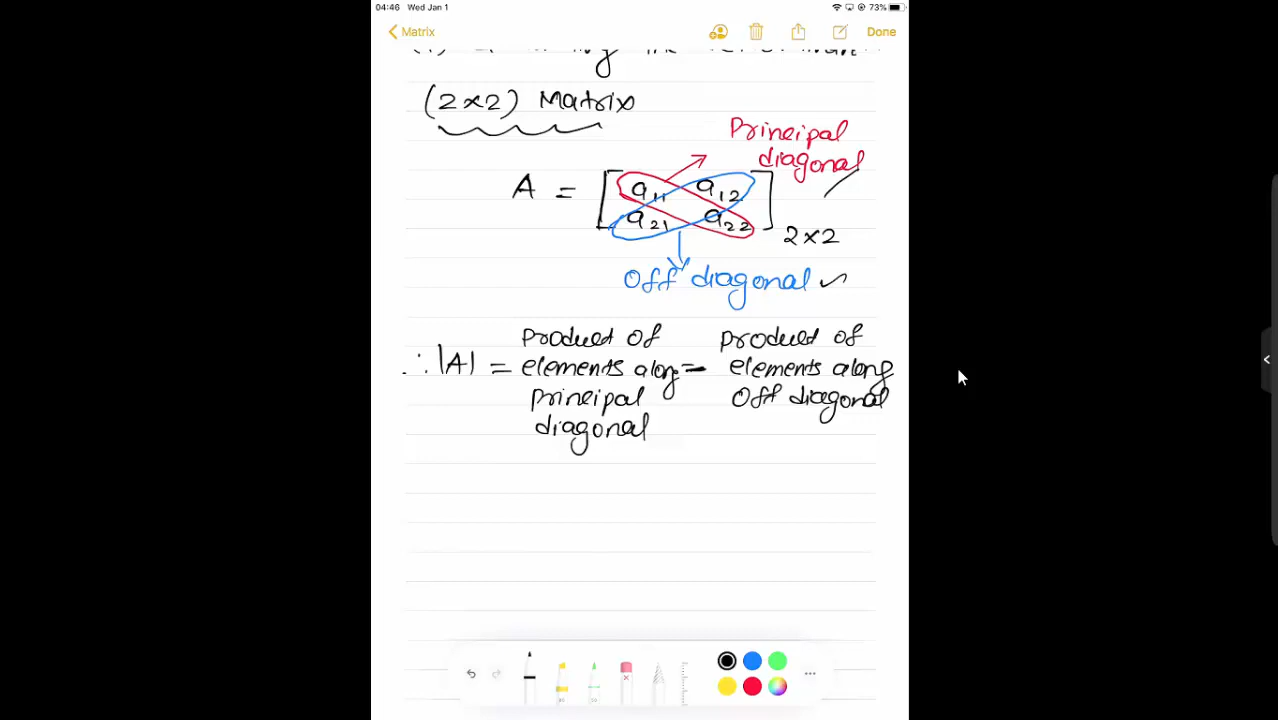 04:46 Wed Jan 1 73%
Matrix Done
(2×2) Matrix
Principal
diagonal
A = [a11 a12
a21 a22] 2×2
Off diagonal ✓
∴ |A| = product of elements along principal diagonal – product of elements along Off diagonal